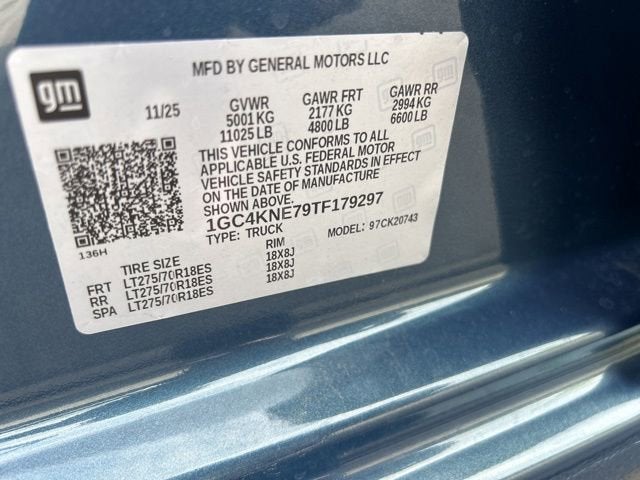 MFD BY GENERAL MOTORS LLC
gm
11/25
GVWR
5001 KG
11025 LB
GAWR FRT
2177 KG
4800 LB
GAWR RR
2994 KG
6600 LB
THIS VEHICLE CONFORMS TO ALL
APPLICABLE U.S. FEDERAL MOTOR
VEHICLE SAFETY STANDARDS IN EFFECT
ON THE DATE OF MANUFACTURE
SHOWN ABOVE.
1GC4KNE79TF179297
TYPE: TRUCK
MODEL: 97CK20743
136H
TIRE SIZE
RIM
FRT LT275/70R18ES 18X8J
RR LT275/70R18ES 18X8J
SPA LT275/70R18ES 18X8J